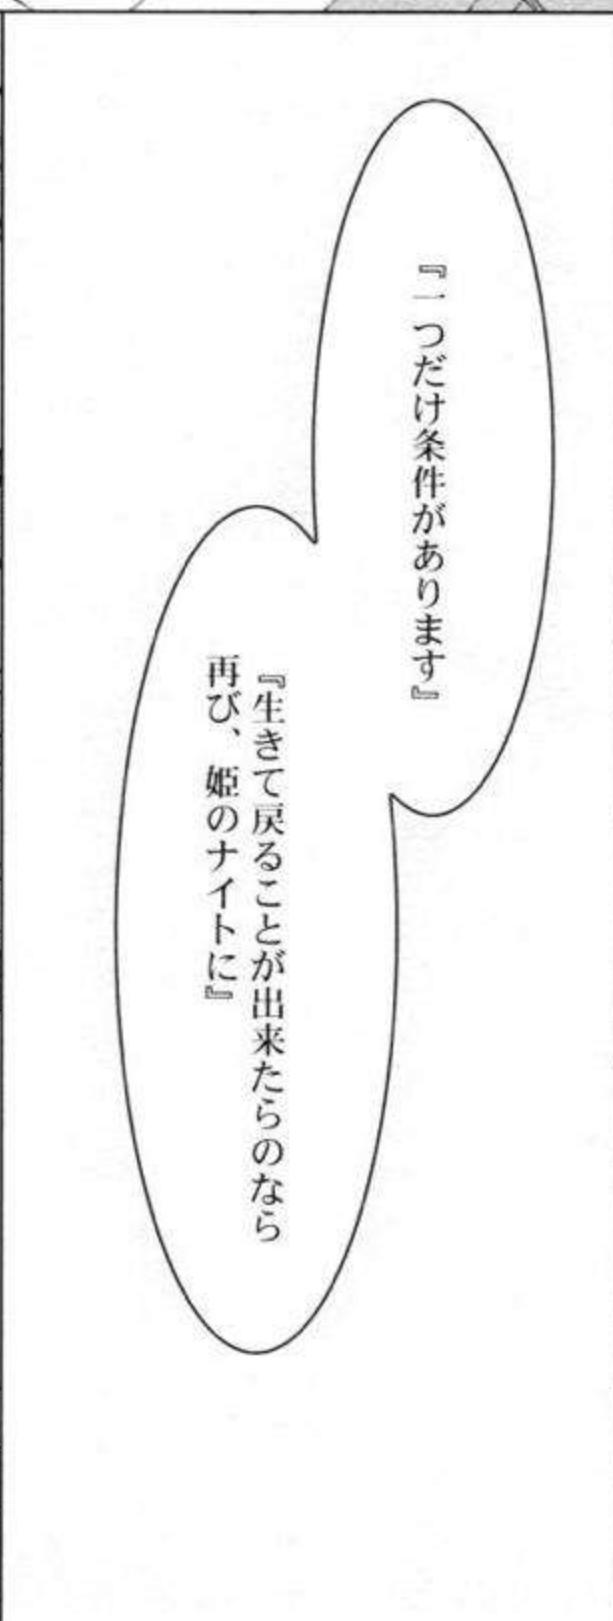 『一つだけ条件があります』
『生きて戻ることが出来たらのなら
再び、姫のナイトに』